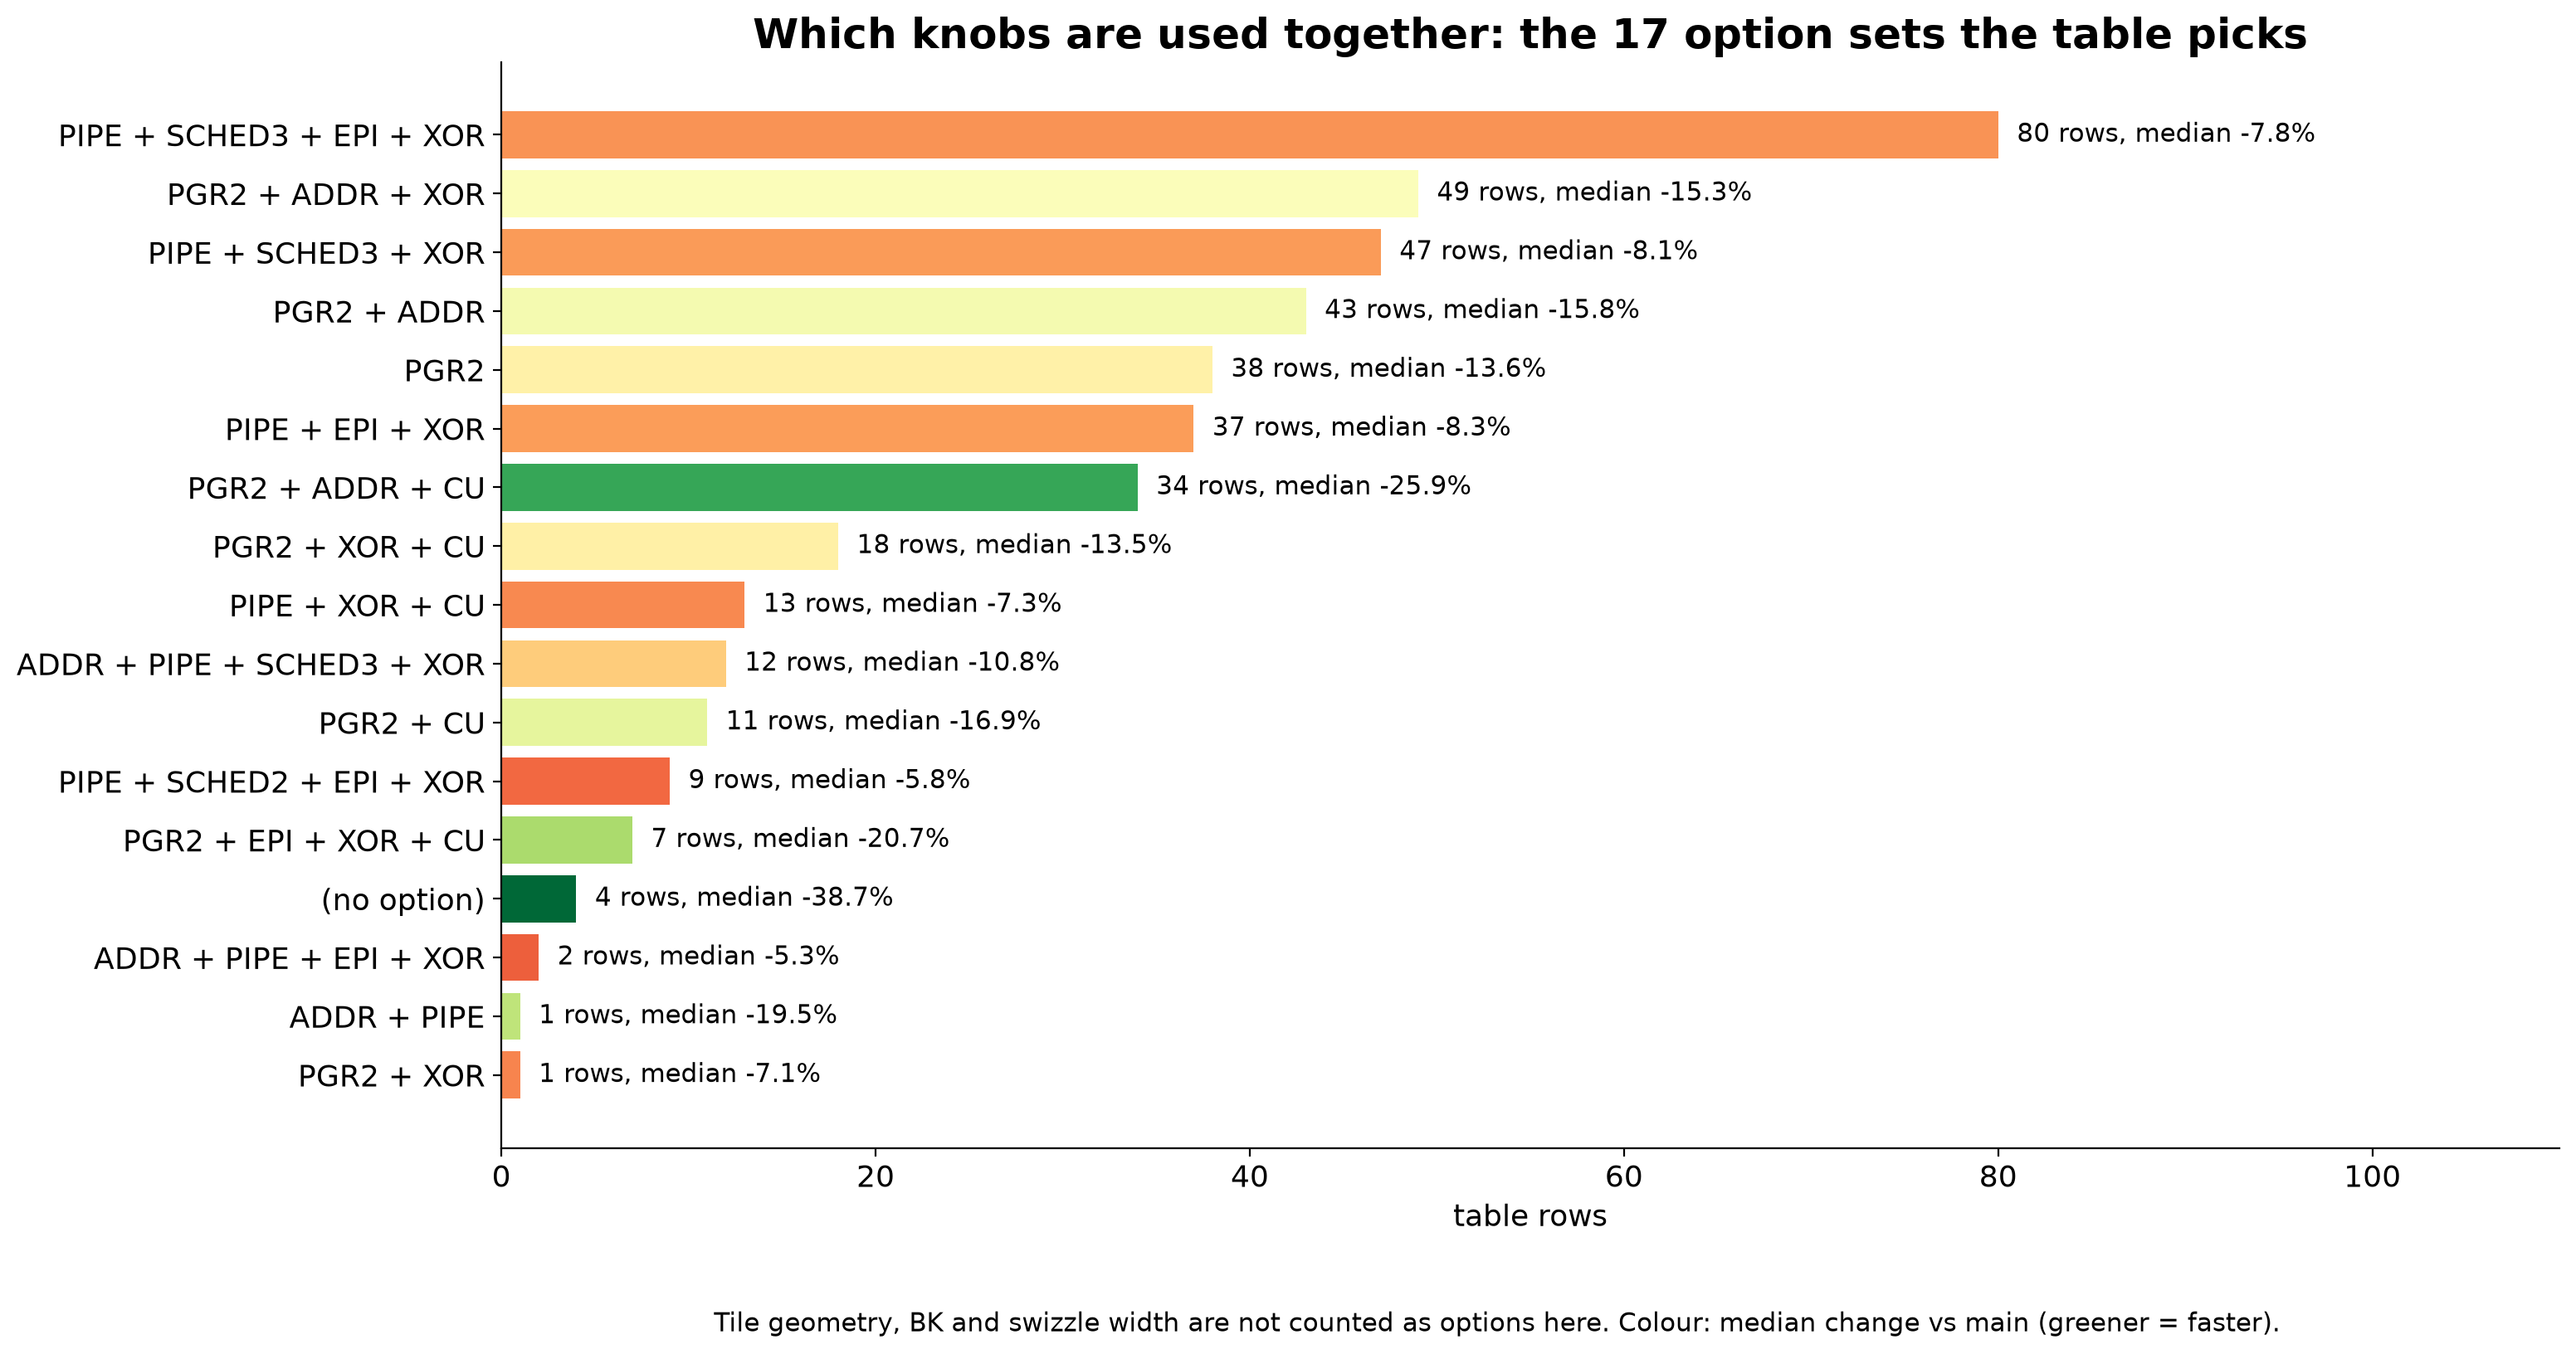 Which knobs are used together: the 17 option sets the table picks
PIPE + SCHED3 + EPI + XOR 80 rows, median -7.8%
PGR2 + ADDR + XOR 49 rows, median -15.3%
PIPE + SCHED3 + XOR 47 rows, median -8.1%
PGR2 + ADDR 43 rows, median -15.8%
PGR2 38 rows, median -13.6%
PIPE + EPI + XOR 37 rows, median -8.3%
PGR2 + ADDR + CU 34 rows, median -25.9%
PGR2 + XOR + CU 18 rows, median -13.5%
PIPE + XOR + CU 13 rows, median -7.3%
ADDR + PIPE + SCHED3 + XOR 12 rows, median -10.8%
PGR2 + CU 11 rows, median -16.9%
PIPE + SCHED2 + EPI + XOR 9 rows, median -5.8%
PGR2 + EPI + XOR + CU 7 rows, median -20.7%
(no option) 4 rows, median -38.7%
ADDR + PIPE + EPI + XOR 2 rows, median -5.3%
ADDR + PIPE 1 rows, median -19.5%
PGR2 + XOR 1 rows, median -7.1%
0 20 40 60 80 100
table rows
Tile geometry, BK and swizzle width are not counted as options here. Colour: median change vs main (greener = faster).